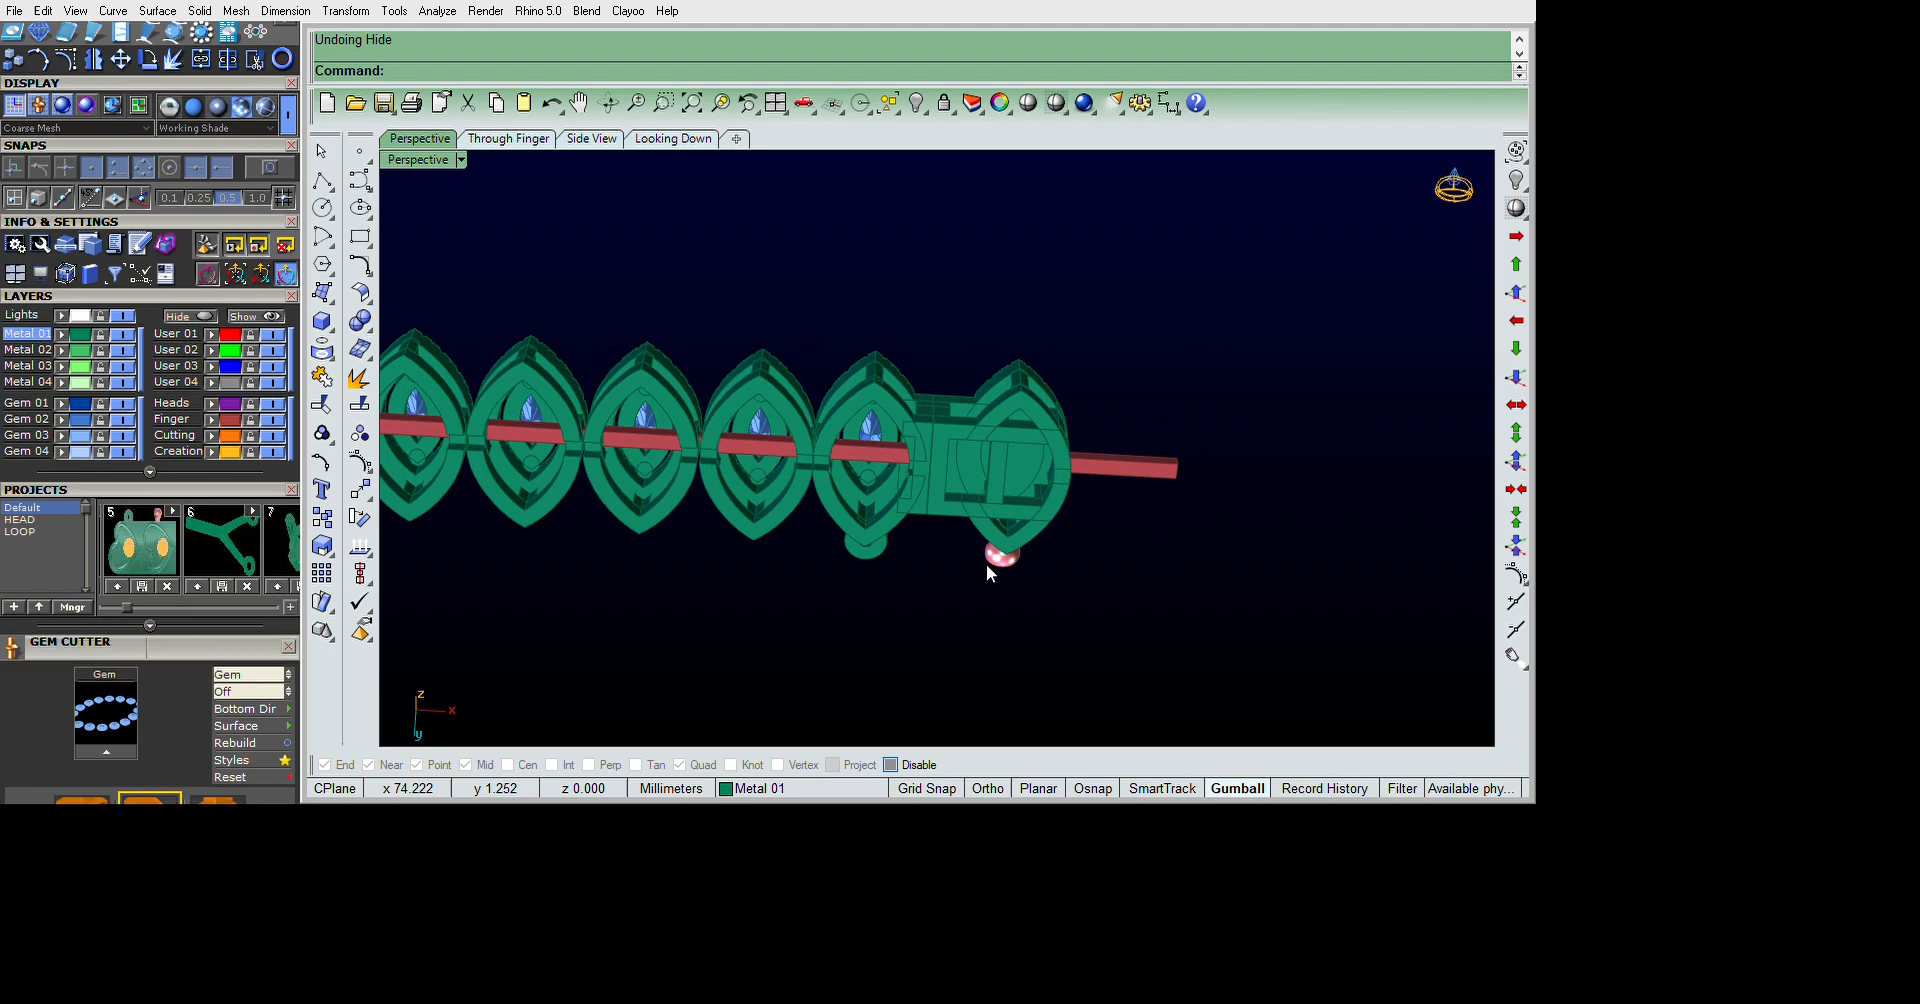 File Edit View Curve Surface Solid Mesh Dimension Transform Tools Analyze Render Rhino 5.0 Blend Clayoo Help
Undoing Hide
Command:
DISPLAY
Coarse Mesh Working Shade
SNAPS
0.1 0.25 0.5 1.0
INFO & SETTINGS
LAYERS
Lights Hide Show
Metal 01 User 01
Metal 02 User 02
Metal 03 User 03
Metal 04 User 04
Gem 01 Heads
Gem 02 Finger
Gem 03 Cutting
Gem 04 Creation
PROJECTS
Default
HEAD
LOOP
5 6 7
Mngr
GEM CUTTER
Gem
Gem
Off
Bottom Dir
Surface
Rebuild
Styles
Reset
Perspective Through Finger Side View Looking Down
Perspective
z
x
y
End Near Point Mid Cen Int Perp Tan Quad Knot Vertex Project Disable
CPlane x 74.222 y 1.252 z 0.000 Millimeters Metal 01 Grid Snap Ortho Planar Osnap SmartTrack Gumball Record History Filter Available phy...